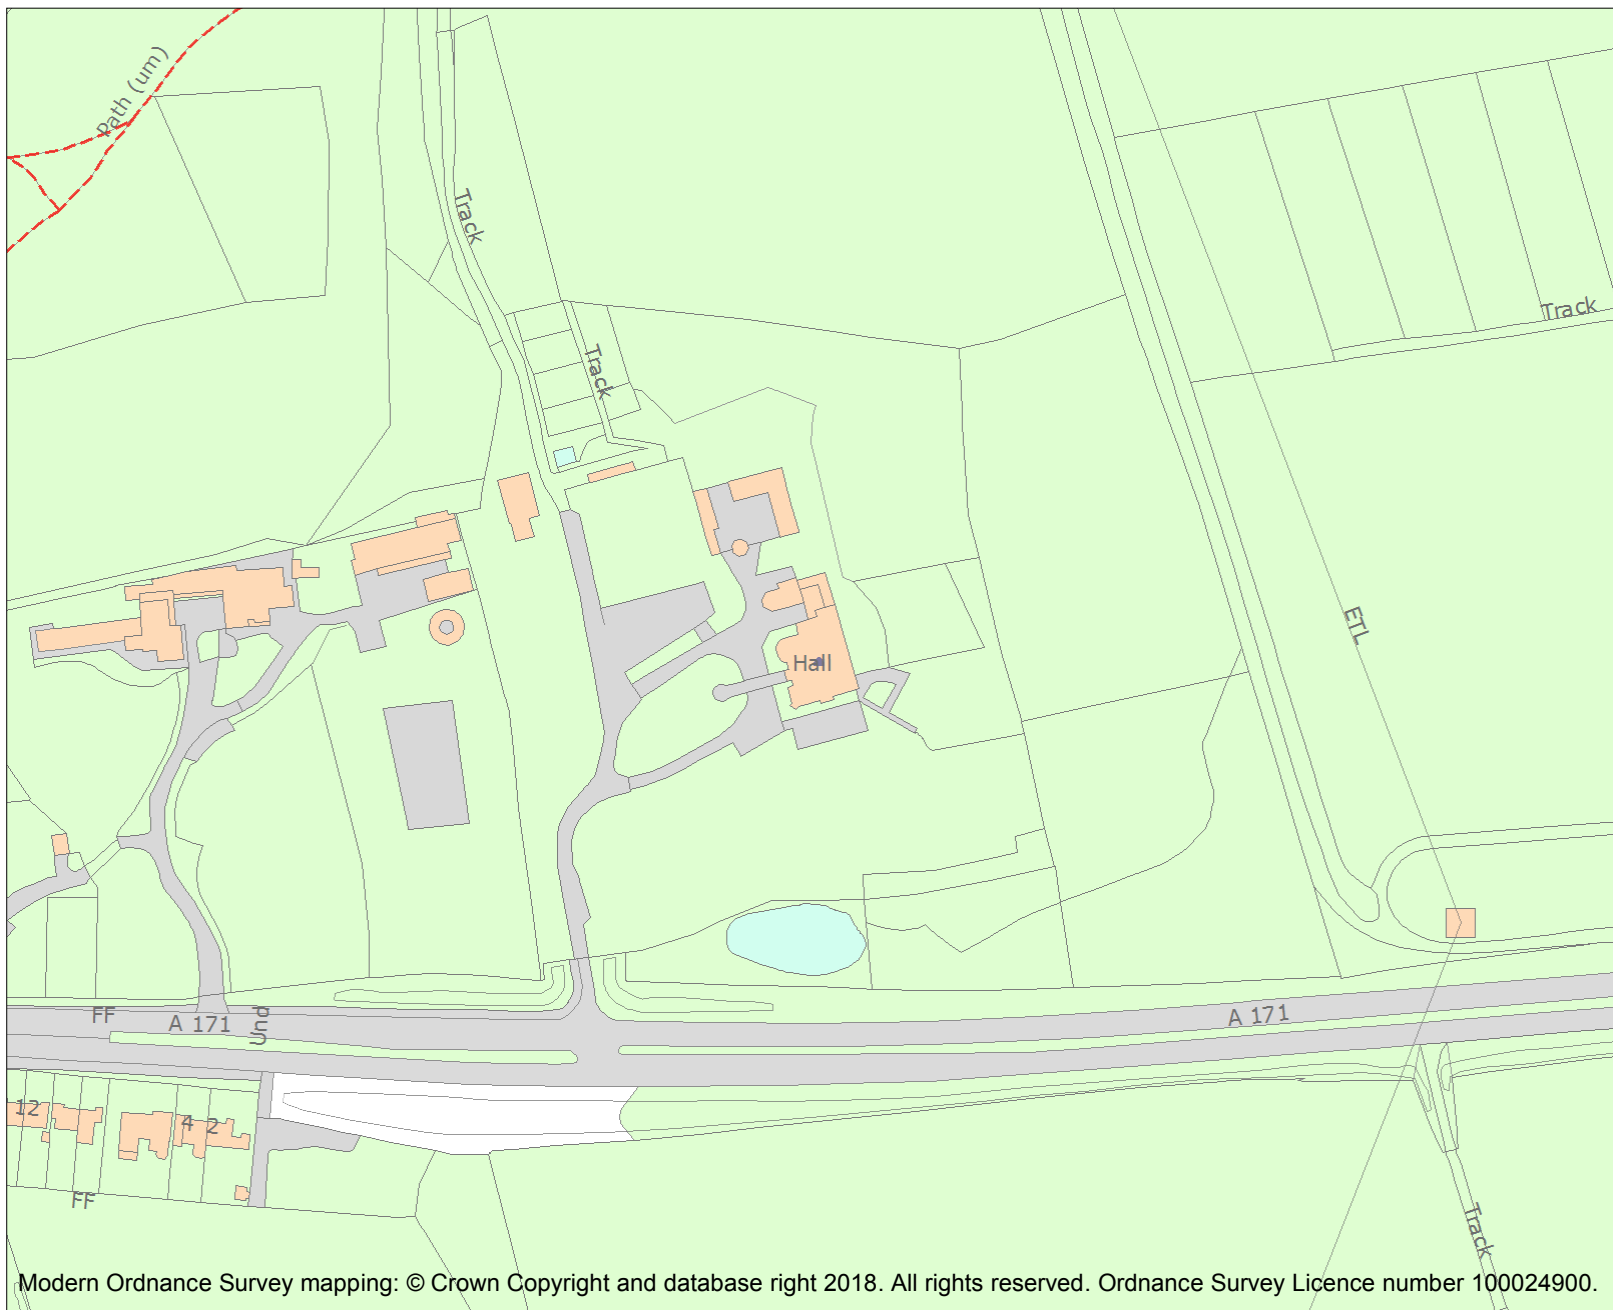 Path (um)
Track
Track
Track
ETL
Hall
FF
A 171
Und
A 171
12
4
2
FF
Track
Modern Ordnance Survey mapping: © Crown Copyright and database right 2018. All rights reserved. Ordnance Survey Licence number 100024900.